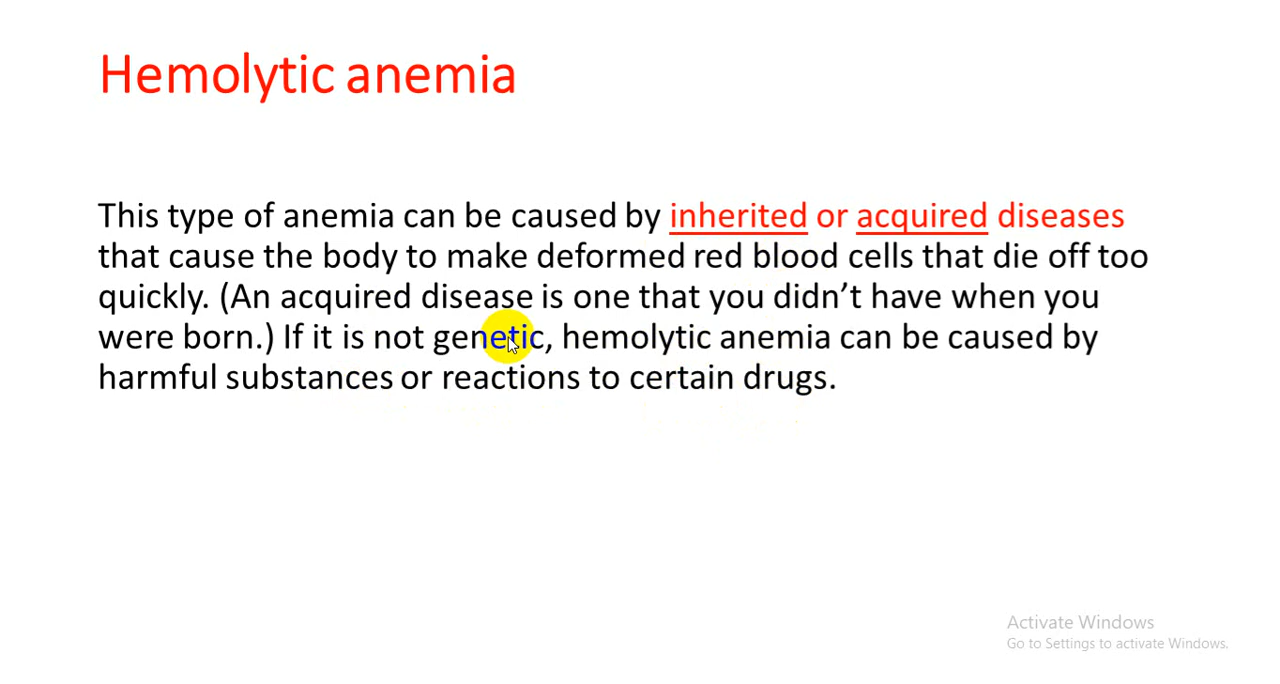 Hemolytic anemia
This type of anemia can be caused by inherited or acquired diseases
that cause the body to make deformed red blood cells that die off too
quickly. (An acquired disease is one that you didn’t have when you
were born.) If it is not genetic, hemolytic anemia can be caused by
harmful substances or reactions to certain drugs.
Activate Windows
Go to Settings to activate Windows.